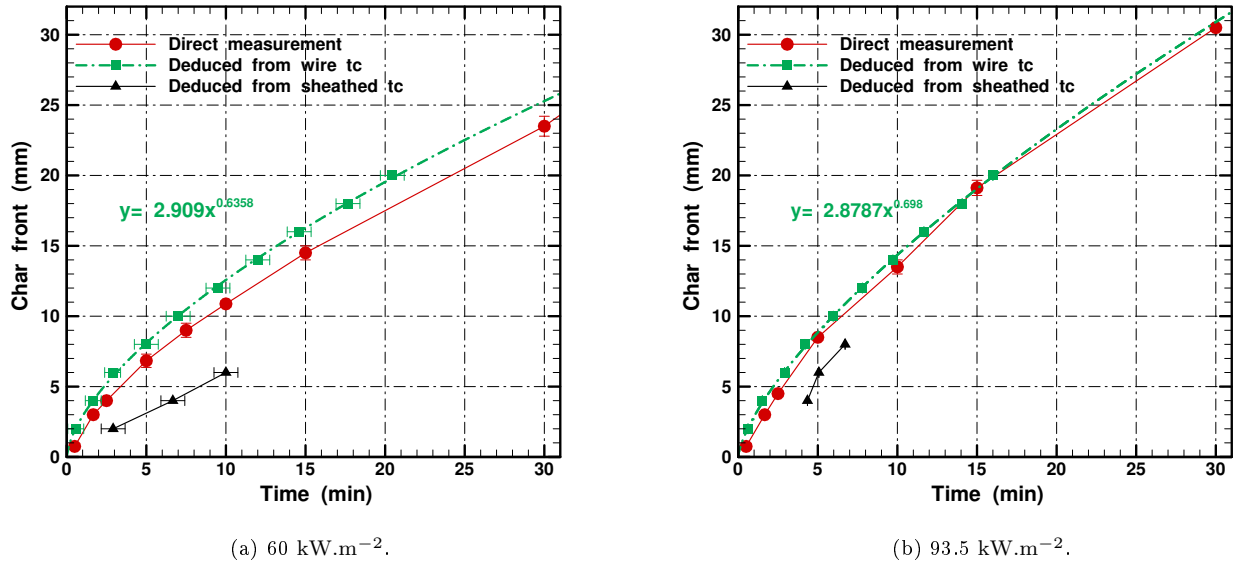 Direct measurement
Deduced from wire tc
Deduced from sheathed tc
y= 2.909x^0.6358
Char front (mm)
30
25
20
15
10
5
0
0 5 10 15 20 25 30
Time (min)
(a) 60 kW.m−2.
Direct measurement
Deduced from wire tc
Deduced from sheathed tc
y= 2.8787x^0.698
Char front (mm)
30
25
20
15
10
5
0
0 5 10 15 20 25 30
Time (min)
(b) 93.5 kW.m−2.